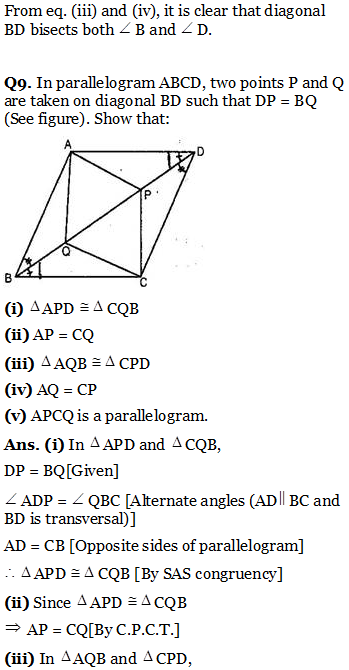 From eq. (iii) and (iv), it is clear that diagonal
BD bisects both ∠ B and ∠ D.
Q9. In parallelogram ABCD, two points P and Q
are taken on diagonal BD such that DP = BQ
(See figure). Show that:
A
D
P
Q
B
C
(i) Δ APD ≅ Δ CQB
(ii) AP = CQ
(iii) Δ AQB ≅ Δ CPD
(iv) AQ = CP
(v) APCQ is a parallelogram.
Ans. (i) In Δ APD and Δ CQB,
DP = BQ[Given]
∠ ADP = ∠ QBC [Alternate angles (AD∥ BC and
BD is transversal)]
AD = CB [Opposite sides of parallelogram]
∴ Δ APD ≅ Δ CQB [By SAS congruency]
(ii) Since Δ APD ≅ Δ CQB
⇒ AP = CQ[By C.P.C.T.]
(iii) In Δ AQB and Δ CPD,